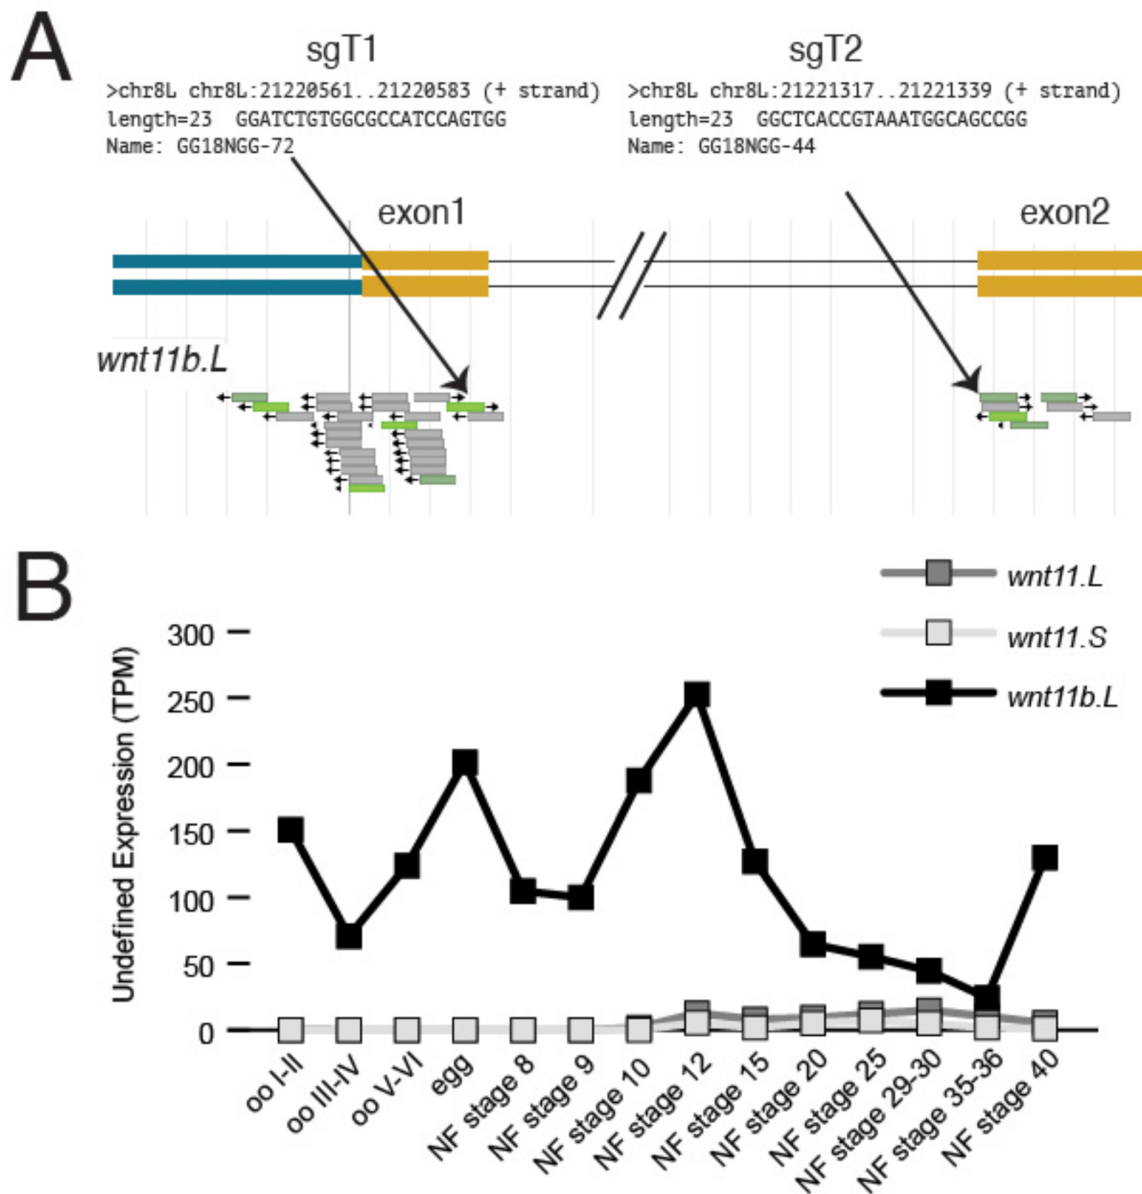 A
sgT1
>chr8L chr8L:21220561..21220583 (+ strand)
length=23 GGATCTGTGGCGCCATCCAGTGG
Name: GG18NGG-72
sgT2
>chr8L chr8L:21221317..21221339 (+ strand)
length=23 GGCTCACCGTAAATGGCAGCCGG
Name: GG18NGG-44
exon1
exon2
wnt11b.L
B
wnt11.L
wnt11.S
wnt11b.L
Undefined Expression (TPM)
300
250
200
150
100
50
0
oo I-II
oo III-IV
oo V-VI
egg
NF stage 8
NF stage 9
NF stage 10
NF stage 12
NF stage 15
NF stage 20
NF stage 25
NF stage 29-30
NF stage 35-36
NF stage 40